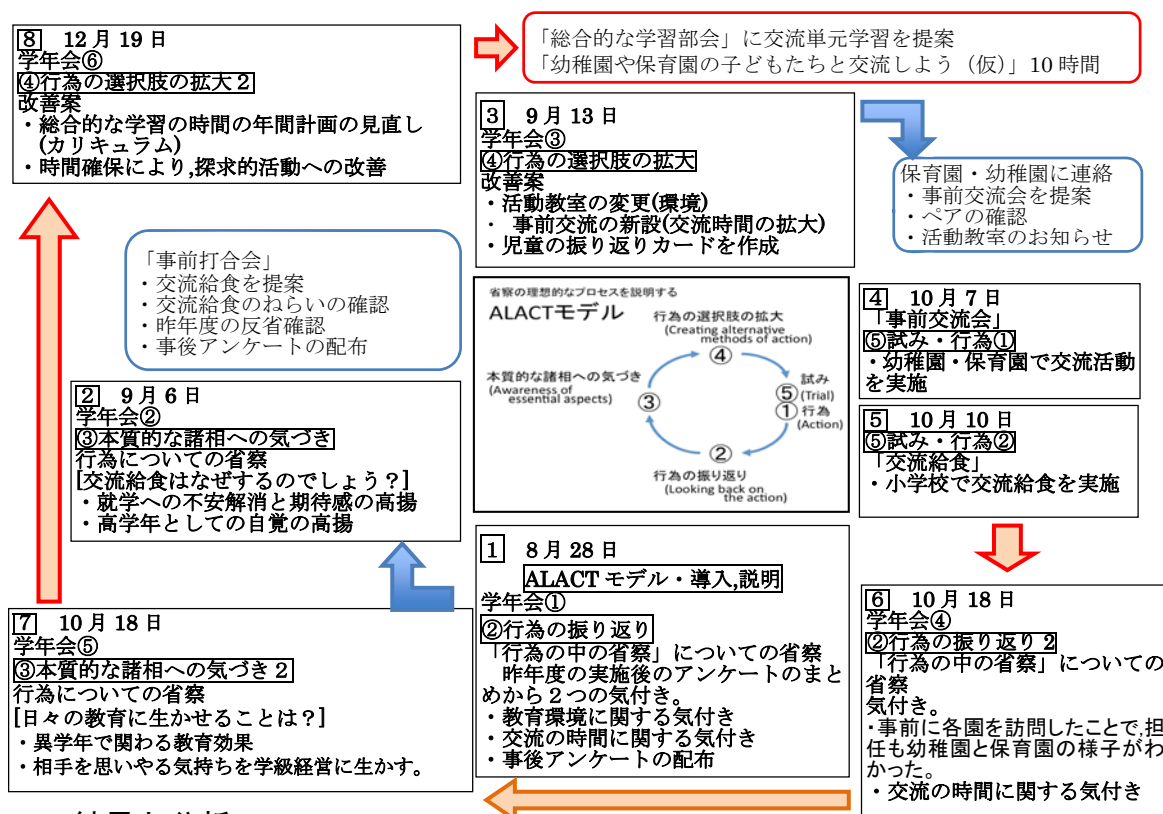 8　12月19日
学年会⑥
④行為の選択肢の拡大２
改善案
・総合的な学習の時間の年間計画の見直し
(カリキュラム)
・時間確保により,探求的活動への改善
「総合的な学習部会」に交流単元学習を提案
「幼稚園や保育園の子どもたちと交流しよう（仮）」10時間
3　9月13日
学年会③
④行為の選択肢の拡大
改善案
・活動教室の変更(環境)
・ 事前交流の新設(交流時間の拡大)
・児童の振り返りカードを作成
保育園・幼稚園に連絡
・事前交流会を提案
・ペアの確認
・活動教室のお知らせ
「事前打合会」
・交流給食を提案
・交流給食のねらいの確認
・昨年度の反省確認
・事後アンケートの配布
省察の理想的なプロセスを説明する
ALACTモデル
行為の選択肢の拡大
(Creating alternative
methods of action)
④
本質的な諸相への気づき
(Awareness of
essential aspects)
③
試み
⑤(Trial)
①行為
(Action)
②
行為の振り返り
(Looking back on
the action)
4　10月7日
「事前交流会」
⑤試み・行為①
・幼稚園・保育園で交流活動
を実施
5　10月10日
⑤試み・行為②
「交流給食」
・小学校で交流給食を実施
2　9月6日
学年会②
③本質的な諸相への気づき
行為についての省察
[交流給食はなぜするのでしょう？]
・就学への不安解消と期待感の高揚
・高学年としての自覚の高揚
1　8月28日
ALACTモデル・導入,説明
学年会①
②行為の振り返り
「行為の中の省察」についての省察
昨年度の実施後のアンケートのまと
めから２つの気付き。
・教育環境に関する気付き
・交流の時間に関する気付き
・事後アンケートの配布
6　10月18日
学年会④
②行為の振り返り２
「行為の中の省察」についての
省察
気付き。
・事前に各園を訪問したことで,担
任も幼稚園と保育園の様子がわ
かった。
・交流の時間に関する気付き
7　10月18日
学年会⑤
③本質的な諸相への気づき２
行為についての省察
[日々の教育に生かせることは？]
・異学年で関わる教育効果
・相手を思いやる気持ちを学級経営に生かす。